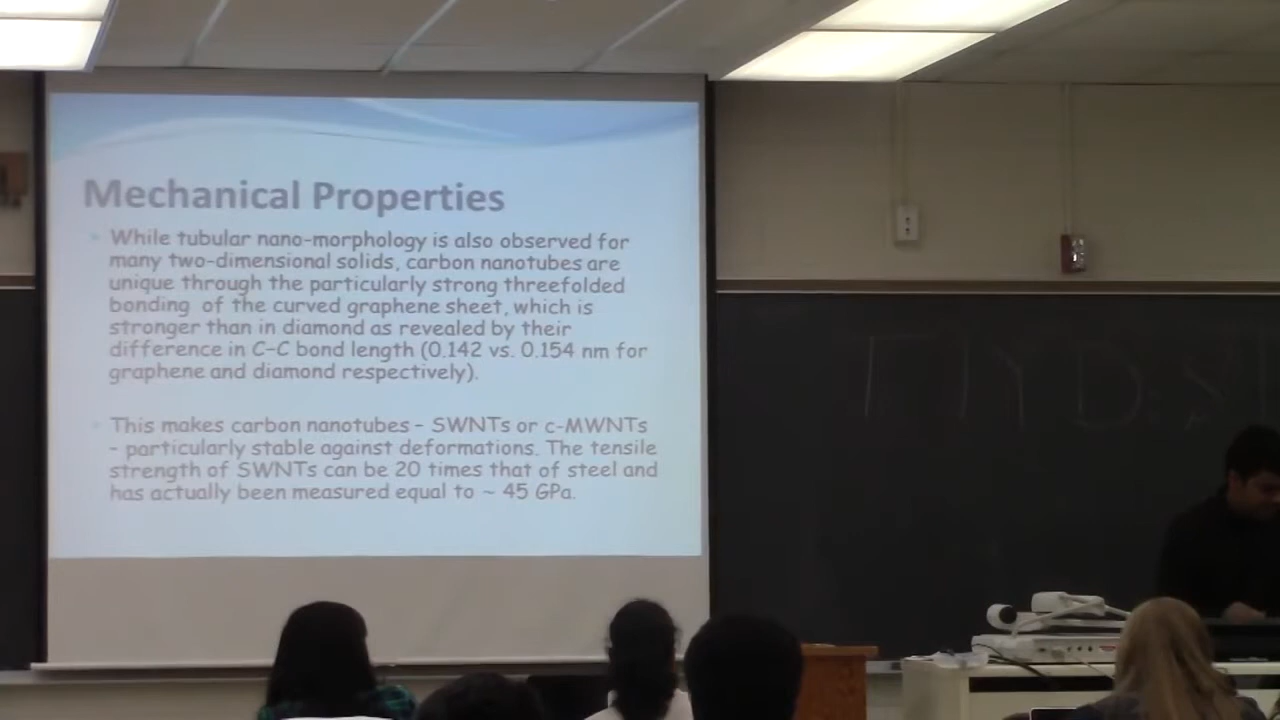 Mechanical Properties
While tubular nano-morphology is also observed for
many two-dimensional solids, carbon nanotubes are
unique through the particularly strong threefolded
bonding of the curved graphene sheet, which is
stronger than in diamond as revealed by their
difference in C-C bond length (0.142 vs. 0.154 nm for
graphene and diamond respectively).
This makes carbon nanotubes - SWNTs or c-MWNTs
- particularly stable against deformations. The tensile
strength of SWNTs can be 20 times that of steel and
has actually been measured equal to ~ 45 GPa.